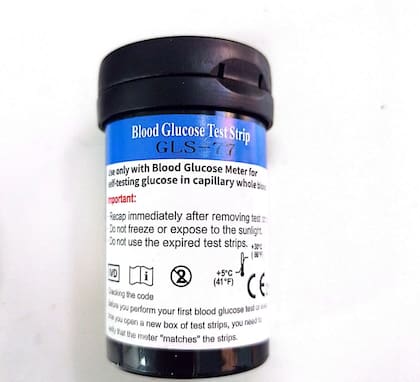 Blood Glucose Test Strip
GLS-77
Use only with Blood Glucose Meter for
self-testing glucose in capillary whole blood
Important:
Recap immediately after removing test
Do not freeze or expose to the sunlight.
Do not use the expired test strips.
+30°C
(86°F)
+5°C
(41°F)
IVD
i
2
CE
Checking the code
Before you perform your first blood glucose test or
time you open a new box of test strips, you need to
verify that the meter "matches" the strips.